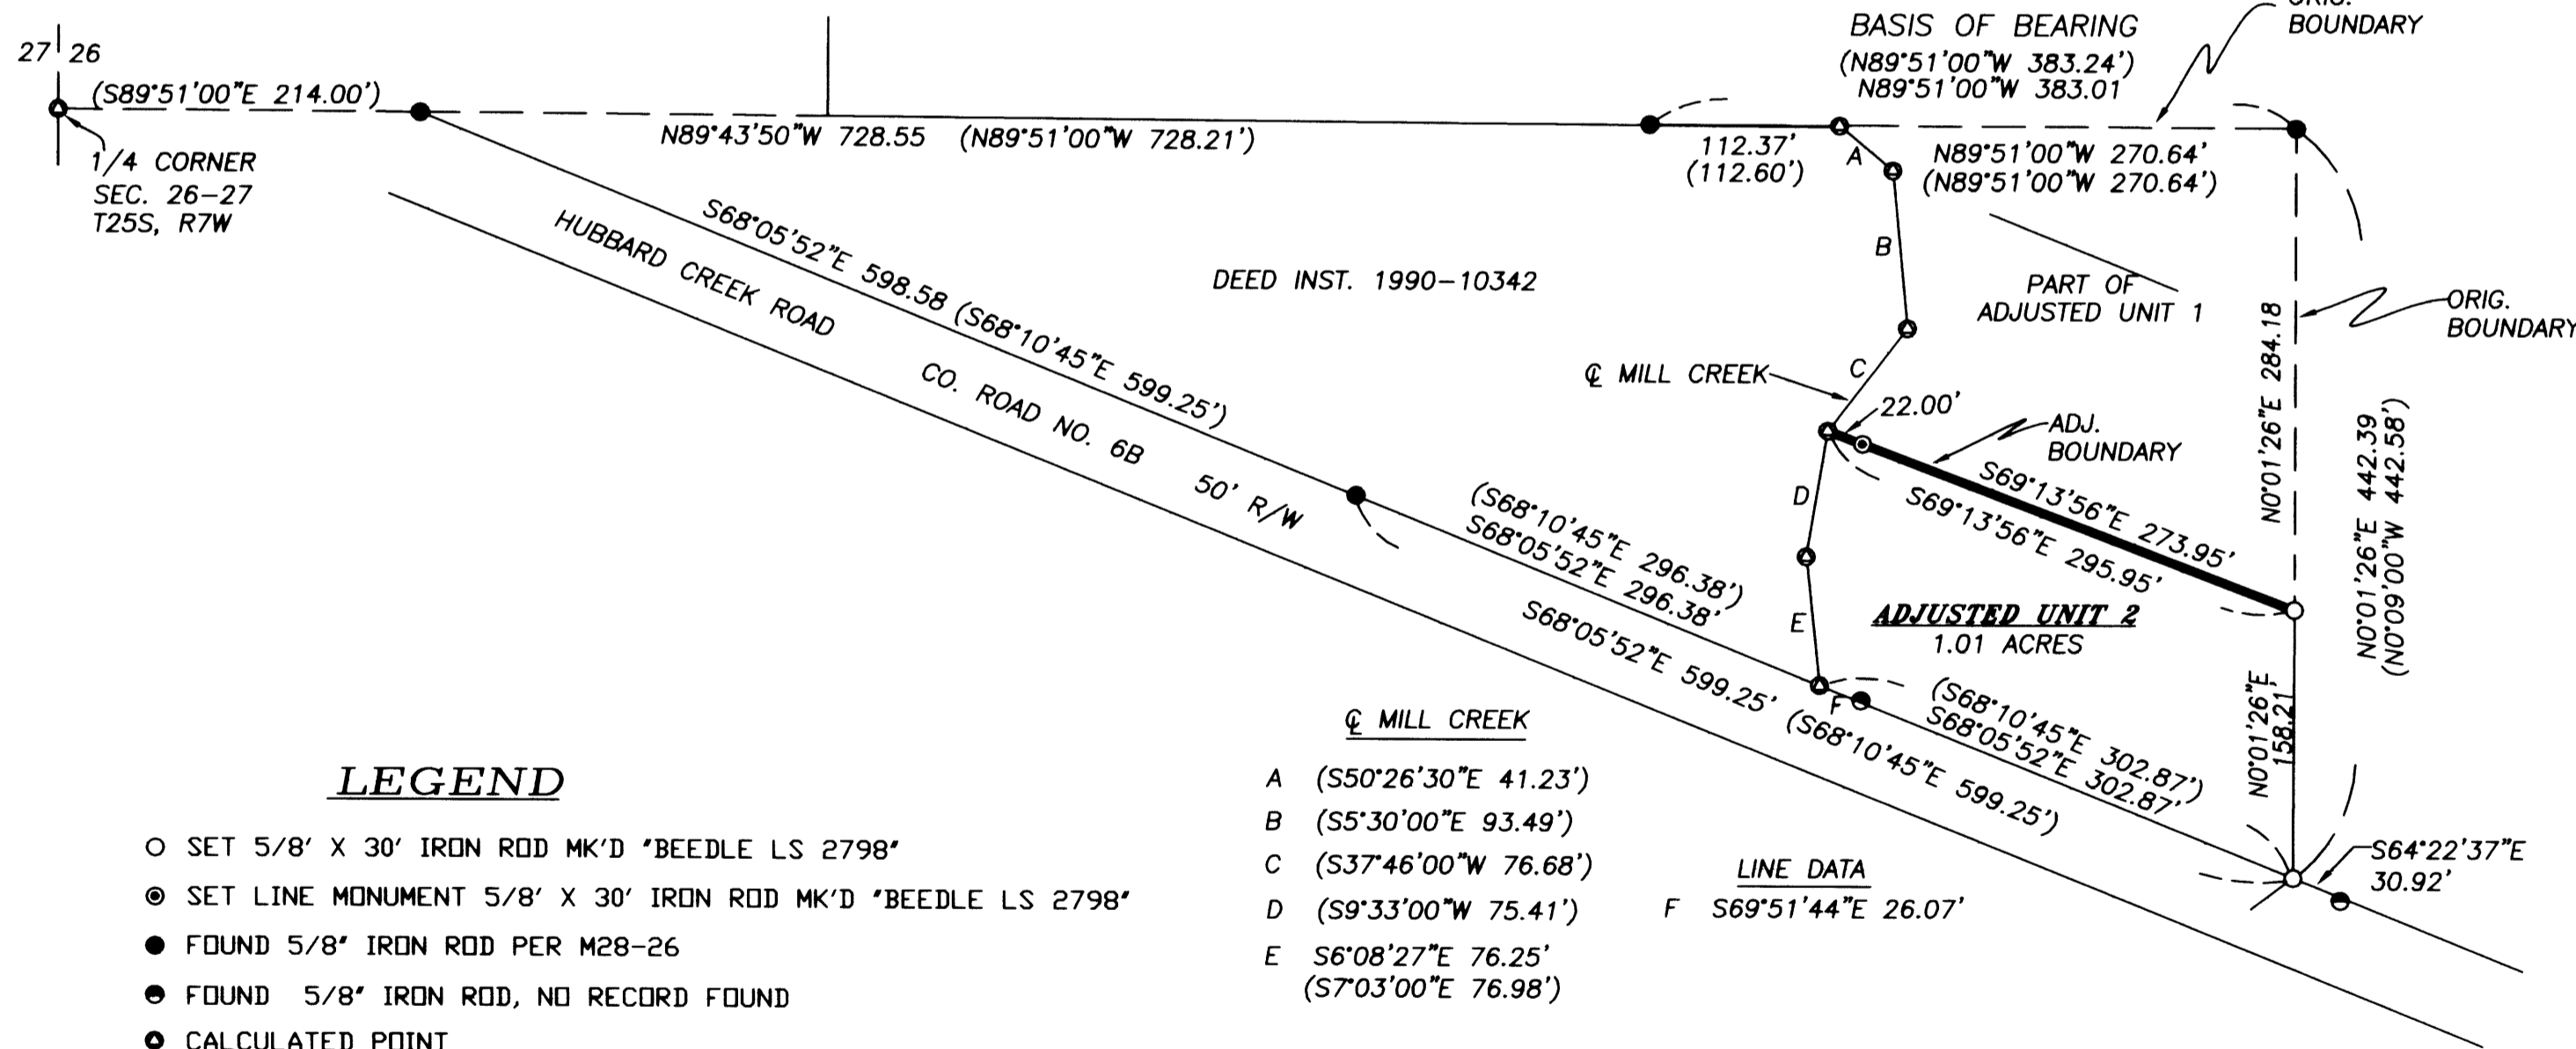 ORIG.
BOUNDARY
BASIS OF BEARING
(N89°51'00"W 383.24')
N89°51'00"W 383.01
27 26
(S89°51'00"E 214.00')
1/4 CORNER
SEC. 26-27
T25S, R7W
N89°43'50"W 728.55 (N89°51'00"W 728.21')
112.37'
(112.60')
A
N89°51'00"W 270.64'
(N89°51'00"W 270.64')
B
S68°05'52"E 598.58 (S68°10'45"E 599.25')
HUBBARD CREEK ROAD
CO. ROAD NO. 6B
50' R/W
DEED INST. 1990-10342
PART OF
ADJUSTED UNIT 1
ORIG.
BOUNDARY
N0°01'26"E 284.18
N0°01'26"E 442.39
(N0°09'00"W 442.58')
℄ MILL CREEK
C
22.00'
ADJ.
BOUNDARY
S69°13'56"E 273.95'
S69°13'56"E 295.95'
D
(S68°10'45"E 296.38')
S68°05'52"E 296.38'
E
ADJUSTED UNIT 2
1.01 ACRES
S68°05'52"E 599.25' (S68°10'45"E 599.25')
F
(S68°10'45"E 302.87')
S68°05'52"E 302.87'
N0°01'26"E
158.21'
S64°22'37"E
30.92'
℄ MILL CREEK
A (S50°26'30"E 41.23')
B (S5°30'00"E 93.49')
C (S37°46'00"W 76.68')
D (S9°33'00"W 75.41')
E S6°08'27"E 76.25'
(S7°03'00"E 76.98')
LINE DATA
F S69°51'44"E 26.07'
LEGEND
SET 5/8' X 30' IRON ROD MK'D "BEEDLE LS 2798"
SET LINE MONUMENT 5/8' X 30' IRON ROD MK'D "BEEDLE LS 2798"
FOUND 5/8" IRON ROD PER M28-26
FOUND 5/8" IRON ROD, NO RECORD FOUND
CALCULATED POINT